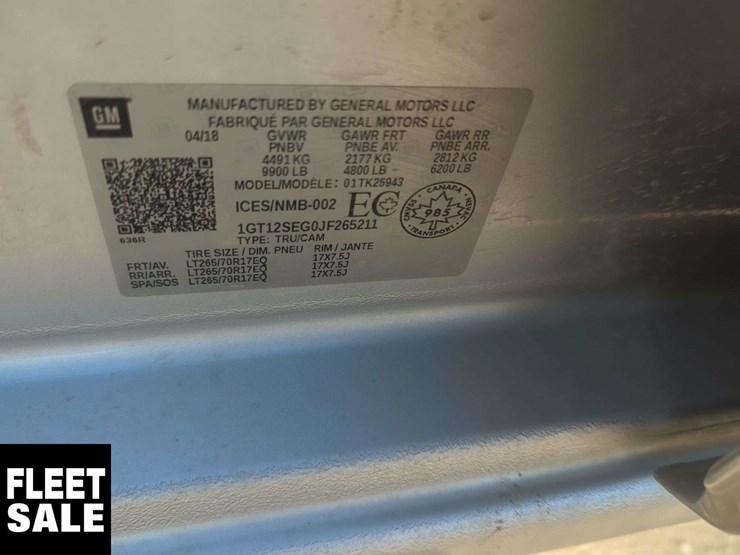 GM
MANUFACTURED BY GENERAL MOTORS LLC
FABRIQUÉ PAR GENERAL MOTORS LLC
04/18 GVWR GAWR FRT GAWR RR
PNBV PNBE AV. PNBE ARR.
4491 KG 2177 KG 2812 KG
9900 LB 4800 LB 6200 LB
MODEL/MODÈLE: 01TK25943
ICES/NMB-002 EC
CANADA
985
TRANSPORT
636R
1GT12SEG0JF265211
TYPE: TRU/CAM
TIRE SIZE / DIM. PNEU RIM / JANTE
FRT/AV. LT265/70R17EQ 17X7.5J
RR/ARR. LT265/70R17EQ 17X7.5J
SPA/SOS LT265/70R17EQ 17X7.5J
FLEET
SALE